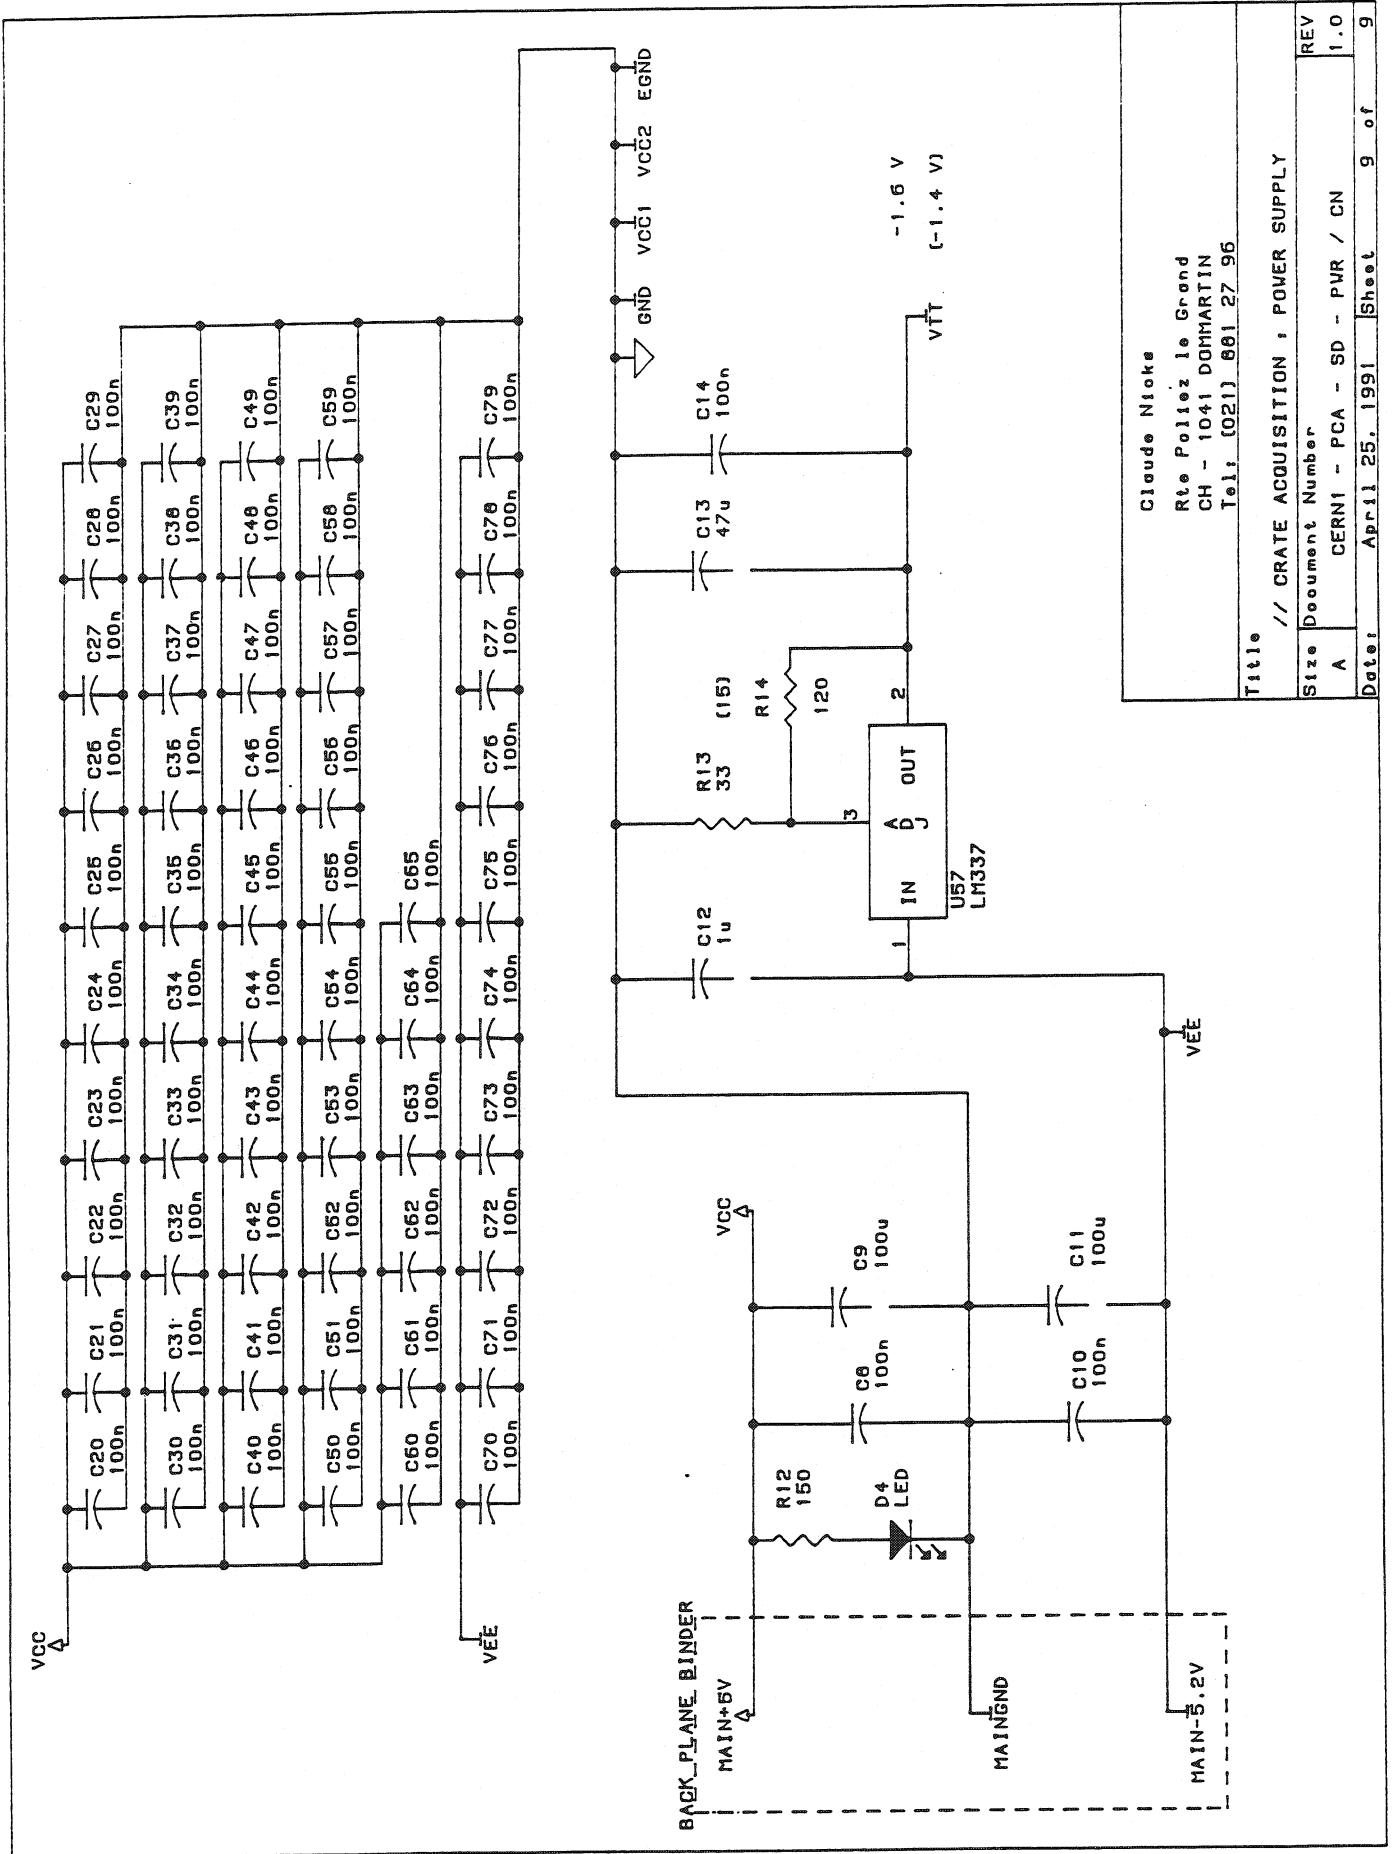 VCC
C20 100n
C21 100n
C22 100n
C23 100n
C24 100n
C25 100n
C26 100n
C27 100n
C28 100n
C29 100n
C30 100n
C31 100n
C32 100n
C33 100n
C34 100n
C35 100n
C36 100n
C37 100n
C38 100n
C39 100n
C40 100n
C41 100n
C42 100n
C43 100n
C44 100n
C45 100n
C46 100n
C47 100n
C48 100n
C49 100n
C50 100n
C51 100n
C52 100n
C53 100n
C54 100n
C55 100n
C56 100n
C57 100n
C58 100n
C59 100n
C60 100n
C61 100n
C62 100n
C63 100n
C64 100n
C65 100n
VEE
C70 100n
C71 100n
C72 100n
C73 100n
C74 100n
C75 100n
C76 100n
C77 100n
C78 100n
C79 100n
GND
VCC1
VCC2
EGND
BACK_PLANE BINDER
MAIN+5V
MAINGND
MAIN-5.2V
R12
150
D4
LED
VCC
C8
100n
C9
100u
C10
100n
C11
100u
VEE
C12
1u
R13
33
(15)
R14
120
1
IN
ADJ
3
OUT
2
U57
LM337
C13
47u
C14
100n
VTT
-1.6 V
(-1.4 V)
Claude Nicke
Rte Poliez le Grand
CH - 1041 DOMMARTIN
Tel: (021) 881 27 96
Title
// CRATE ACQUISITION ; POWER SUPPLY
Size
Document Number
REV
A
CERN1 - PCA - SD - PWR / CN
1.0
Date: April 25, 1991
Sheet 9 of 9